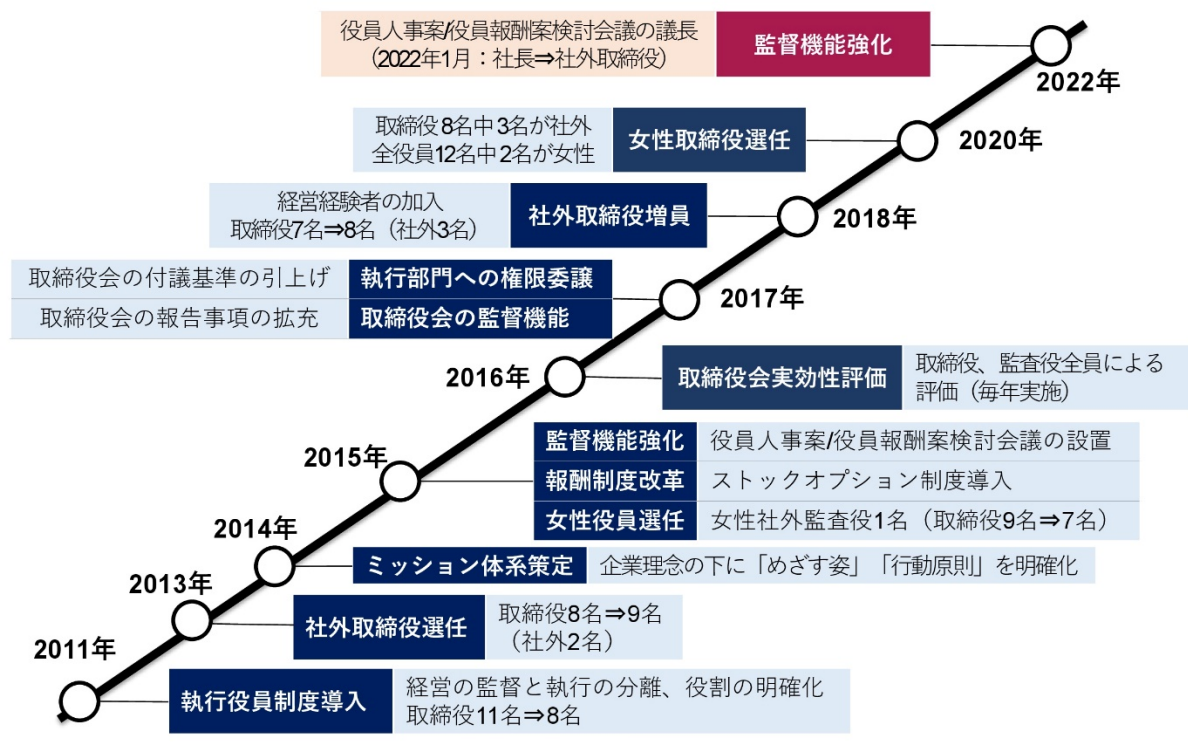 役員人事案/役員報酬案検討会議の議長
（2022年1月：社長⇒社外取締役）
監督機能強化
2022年
取締役8名中3名が社外
全役員12名中2名が女性
女性取締役選任
2020年
経営経験者の加入
取締役7名⇒8名（社外3名）
社外取締役増員
2018年
取締役会の付議基準の引上げ
執行部門への権限委譲
取締役会の報告事項の拡充
取締役会の監督機能
2017年
2016年
取締役会実効性評価
取締役、監査役全員による
評価（毎年実施）
2015年
監督機能強化
役員人事案/役員報酬案検討会議の設置
報酬制度改革
ストックオプション制度導入
女性役員選任
女性社外監査役1名（取締役9名⇒7名）
2014年
ミッション体系策定
企業理念の下に「めざす姿」「行動原則」を明確化
2013年
社外取締役選任
取締役8名⇒9名
（社外2名）
2011年
執行役員制度導入
経営の監督と執行の分離、役割の明確化
取締役11名⇒8名